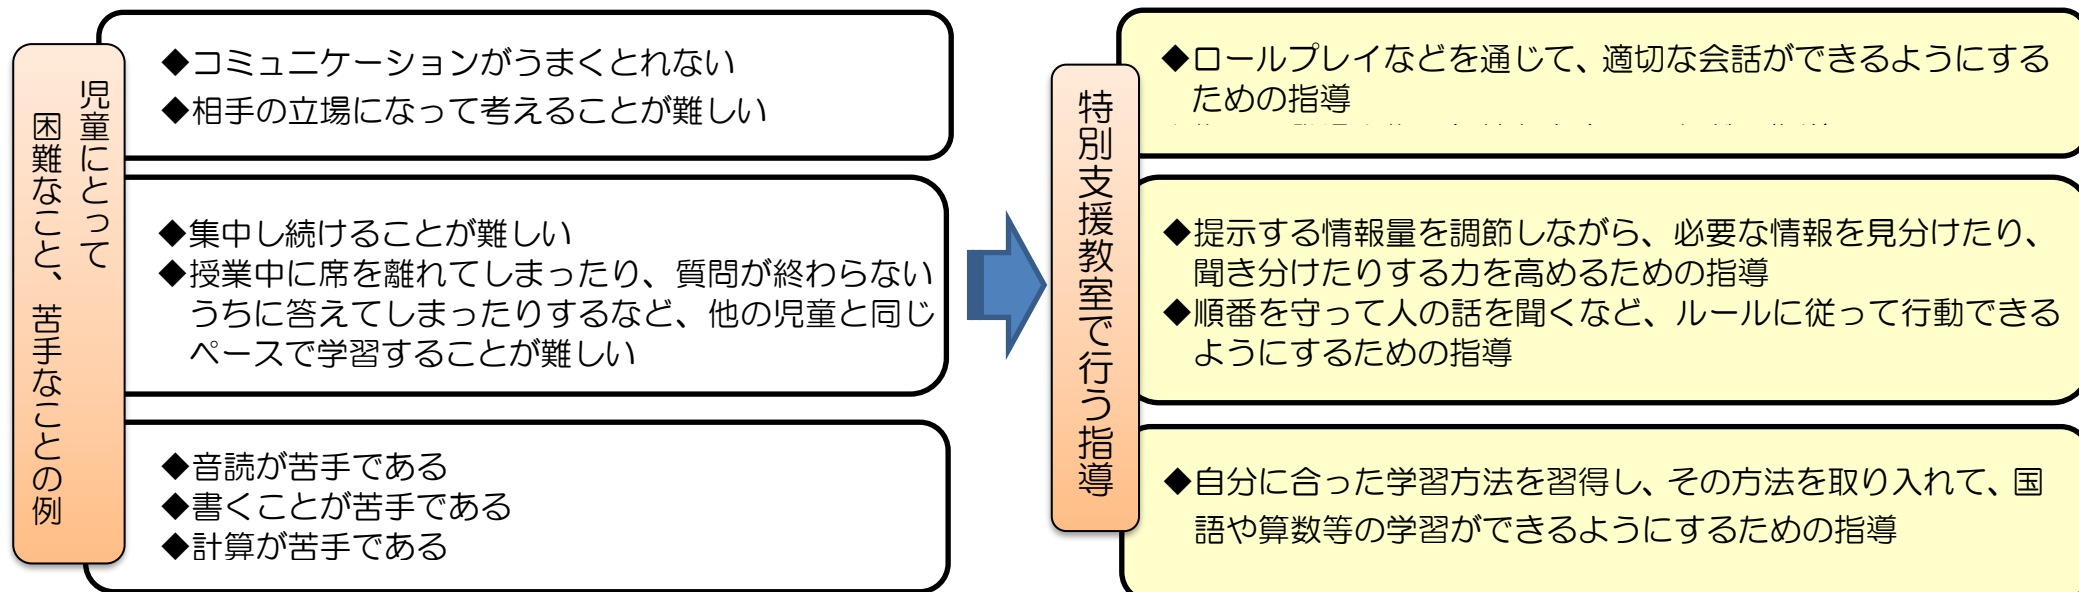 児童にとって
困難なこと、苦手なことの例
◆コミュニケーションがうまくとれない
◆相手の立場になって考えることが難しい
◆集中し続けることが難しい
◆授業中に席を離れてしまったり、質問が終わらない
うちに答えてしまったりするなど、他の児童と同じ
ペースで学習することが難しい
◆音読が苦手である
◆書くことが苦手である
◆計算が苦手である
特別支援教室で行う指導
◆ロールプレイなどを通じて、適切な会話ができるようにする
ための指導
◆提示する情報量を調節しながら、必要な情報を見分けたり、
聞き分けたりする力を高めるための指導
◆順番を守って人の話を聞くなど、ルールに従って行動できる
ようにするための指導
◆自分に合った学習方法を習得し、その方法を取り入れて、国
語や算数等の学習ができるようにするための指導